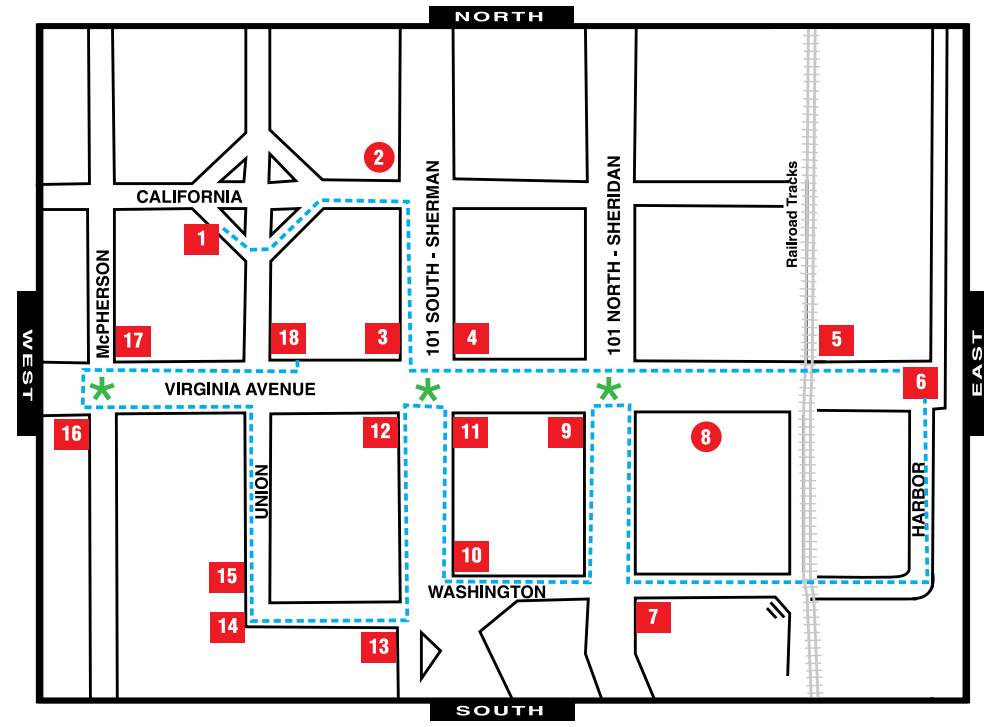 NORTH
2
CALIFORNIA
1
McPHERSON
101 SOUTH - SHERMAN
101 NORTH - SHERIDAN
Railroad Tracks
17
18
3
4
5
WEST
EAST
VIRGINIA AVENUE
6
16
12
11
9
8
UNION
HARBOR
10
15
WASHINGTON
14
13
7
SOUTH